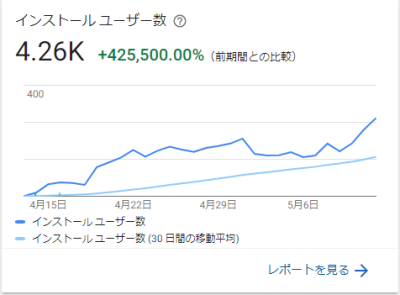 インストール ユーザー数
4.26K +425,500.00% (前期間との比較)
400
4月15日 4月22日 4月29日 5月6日
インストール ユーザー数
インストール ユーザー数 (30 日間の移動平均)
レポートを見る